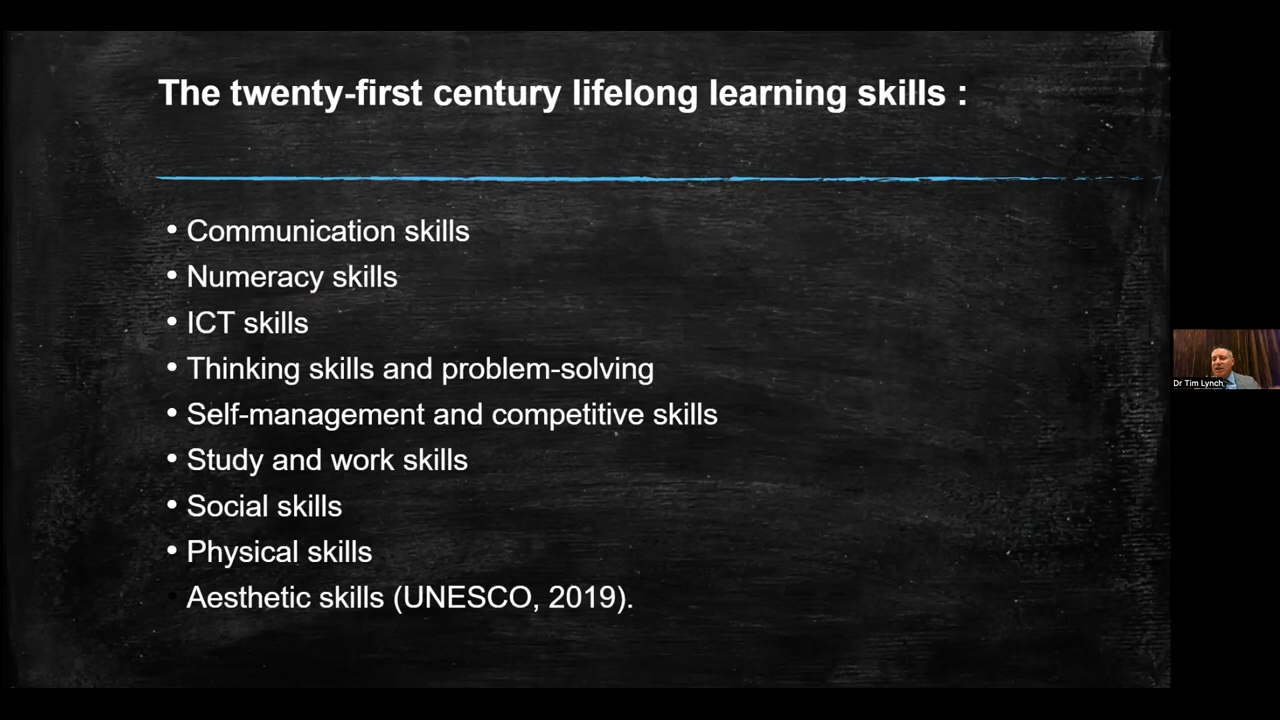 The twenty-first century lifelong learning skills :
• Communication skills
• Numeracy skills
• ICT skills
• Thinking skills and problem-solving
• Self-management and competitive skills
• Study and work skills
• Social skills
• Physical skills
Aesthetic skills (UNESCO, 2019).
Dr Tim Lynch